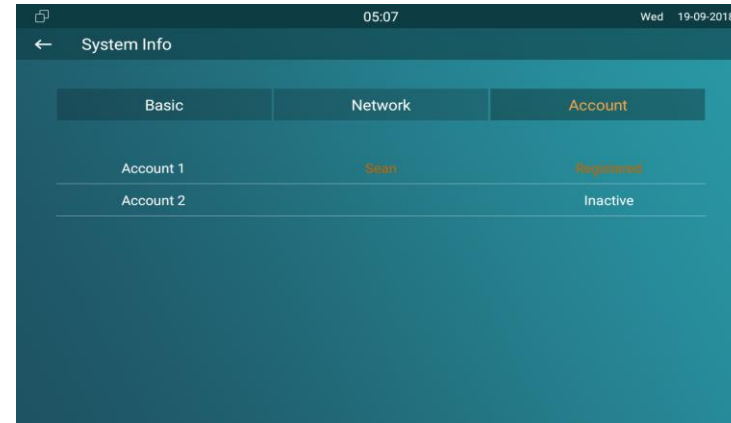 05:07 Wed 19-09-2018
System Info
Basic Network Account
Account 1 Sean Registered
Account 2 Inactive